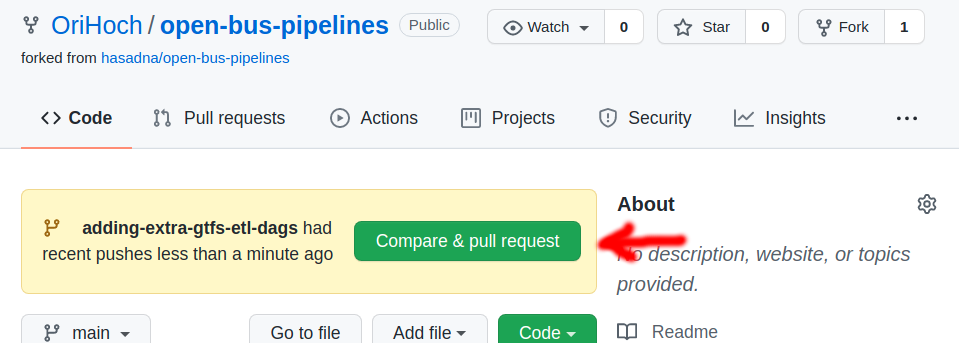 OriHoch / open-bus-pipelines Public Watch 0 Star 0 Fork 1
forked from hasadna/open-bus-pipelines
Code Pull requests Actions Projects Security Insights
adding-extra-gtfs-etl-dags had
recent pushes less than a minute ago
Compare & pull request
About
No description, website, or topics
provided.
Readme
main Go to file Add file Code